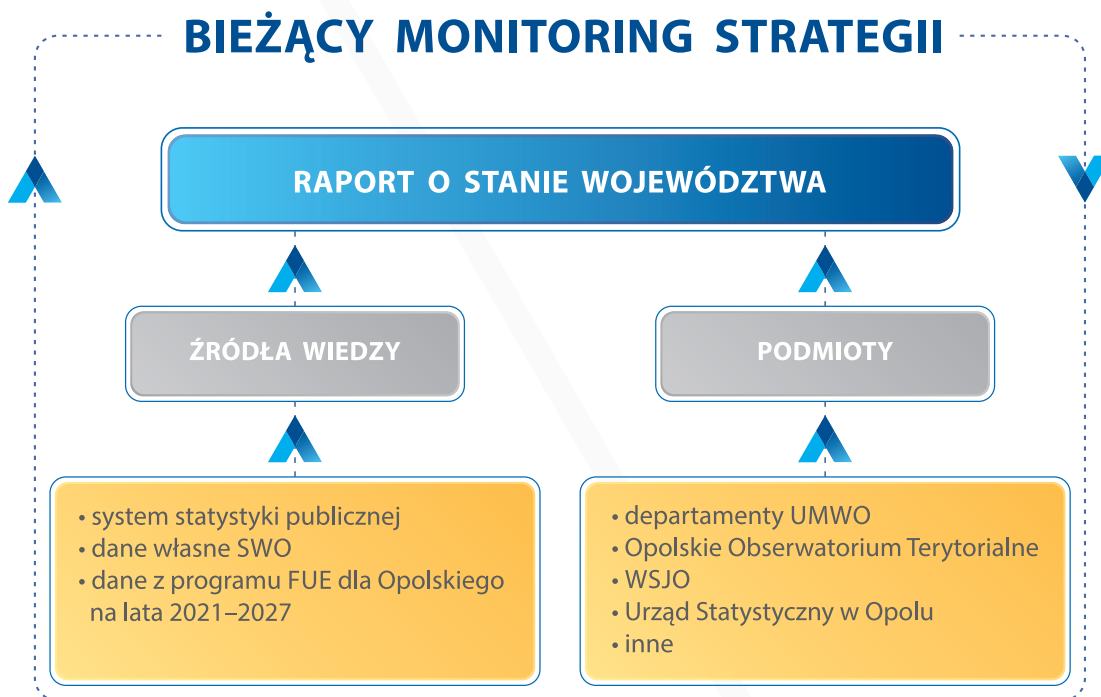 BIEŻĄCY MONITORING STRATEGII
RAPORT O STANIE WOJEWÓDZTWA
ŹRÓDŁA WIEDZY
PODMIOTY
• system statystyki publicznej
• dane własne SWO
• dane z programu FUE dla Opolskiego
na lata 2021–2027
• departamenty UMWO
• Opolskie Obserwatorium Terytorialne
• WSJO
• Urząd Statystyczny w Opolu
• inne